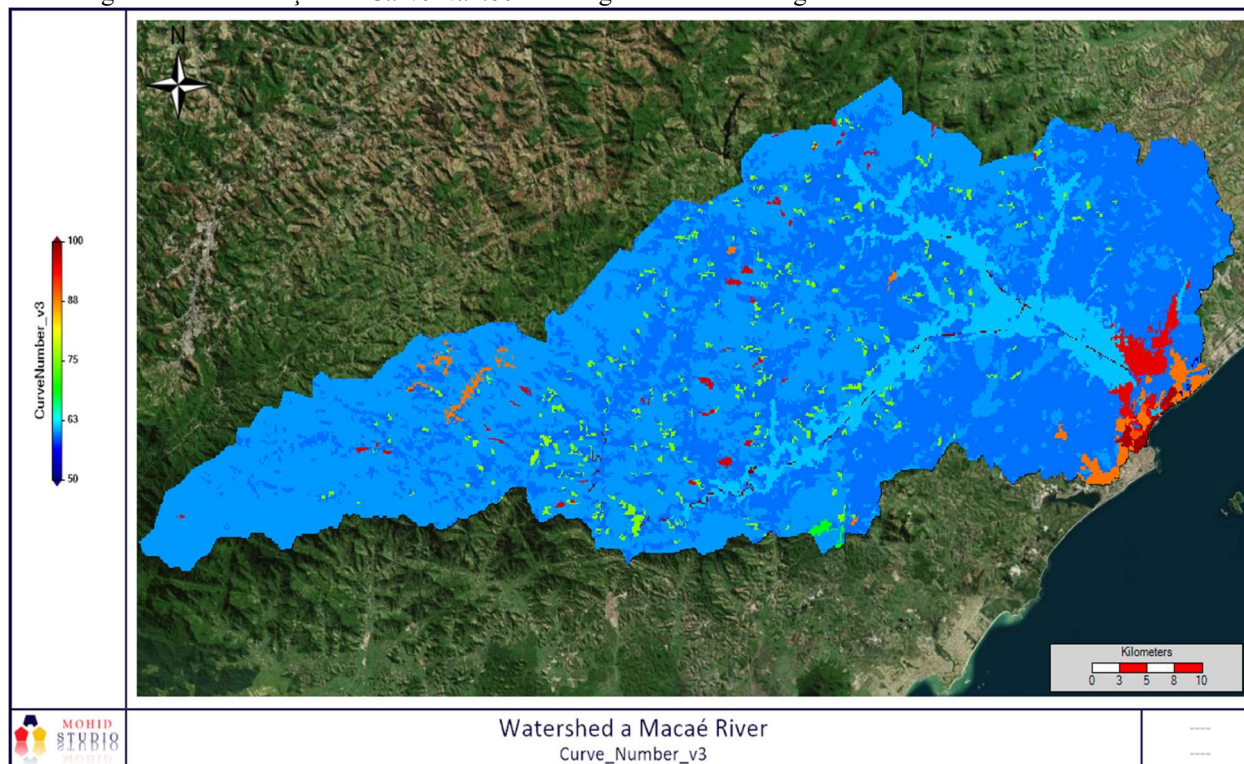 N
100
88
75
63
50
CurveNumber_v3
Kilometers
0 3 5 8 10
MOHID
STUDIO
Watershed a Macaé River
Curve_Number_v3
----
----